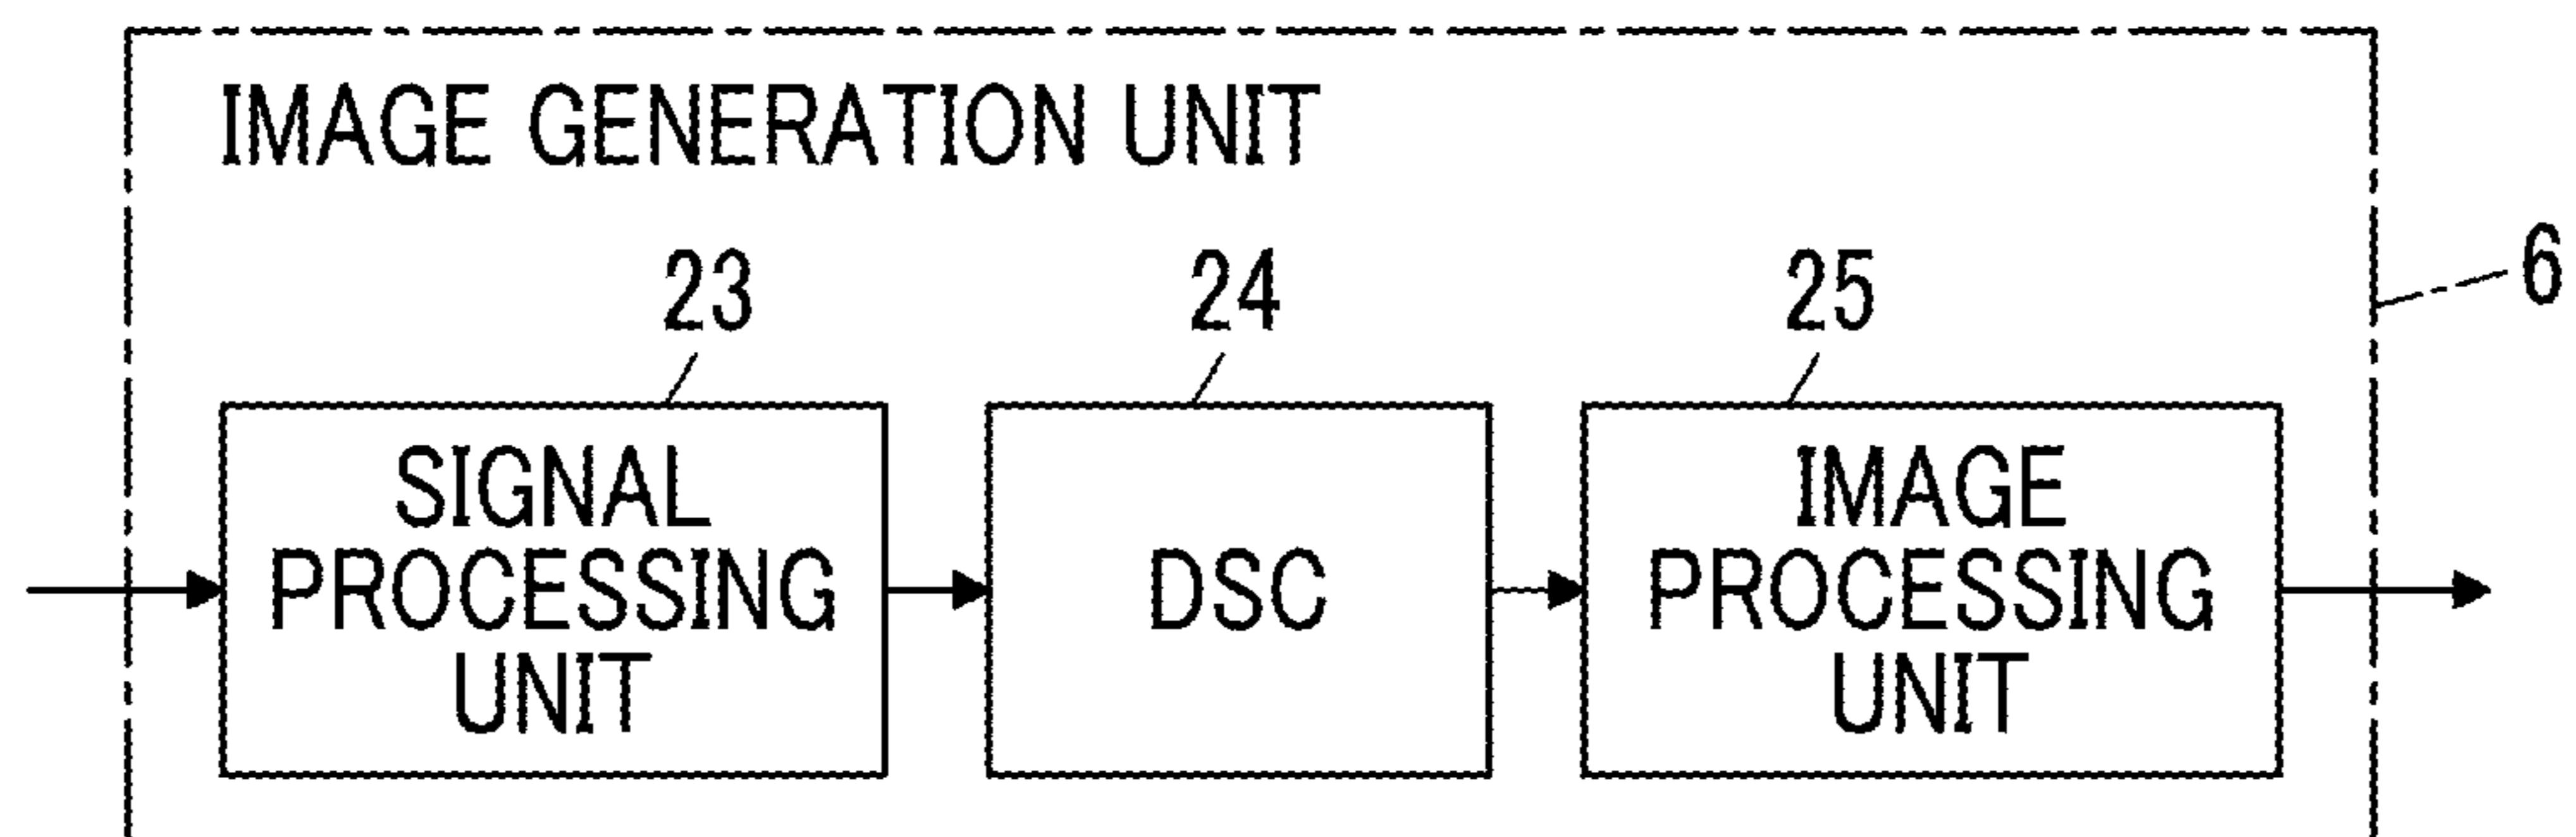 IMAGE GENERATION UNIT
23
24
25
6
SIGNAL
PROCESSING
UNIT
DSC
IMAGE
PROCESSING
UNIT